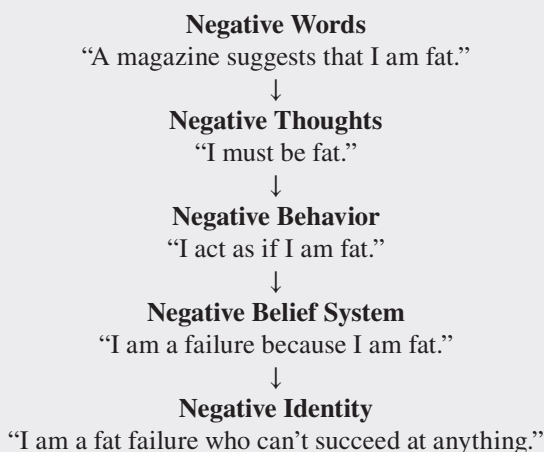 Negative Words
“A magazine suggests that I am fat.”
↓
Negative Thoughts
“I must be fat.”
↓
Negative Behavior
“I act as if I am fat.”
↓
Negative Belief System
“I am a failure because I am fat.”
↓
Negative Identity
“I am a fat failure who can’t succeed at anything.”